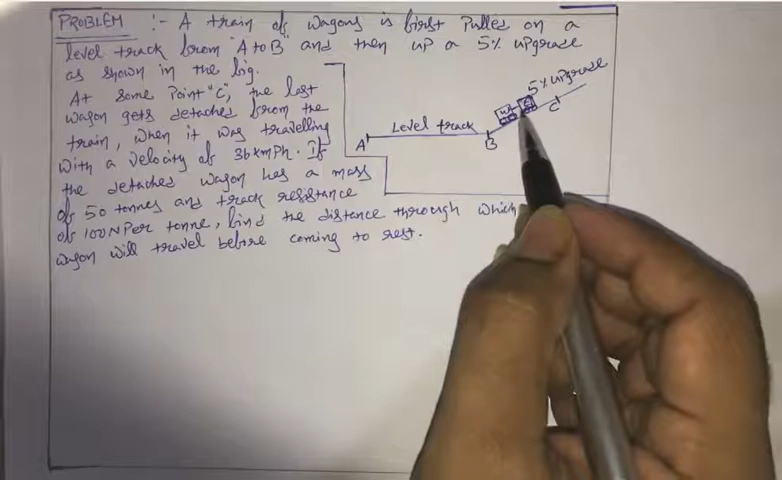 PROBLEM :- A train of wagons is first pulled on a
level track from "A to B" and then up a 5% upgrade
as shown in the fig.
At some point "C", the last
wagon gets detached from the
train, when it was travelling
with a velocity of 36 kmph. If
the detached wagon has a mass
of 50 tonnes and track resistance
of 100N Per tonne, find the distance through which
wagon will travel before coming to rest.
5% upgrade
Level track
A
B
C